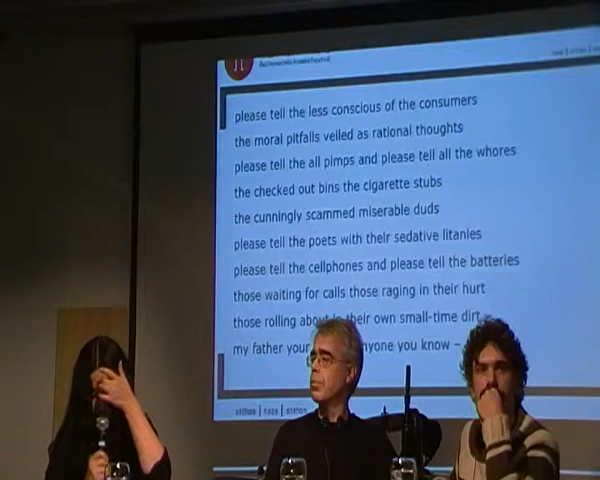 please tell the less conscious of the consumers
the moral pitfalls veiled as rational thoughts
please tell the all pimps and please tell all the whores
the checked out bins the cigarette stubs
the cunningly scammed miserable duds
please tell the poets with their sedative litanies
please tell the cellphones and please tell the batteries
those waiting for calls those raging in their hurt
those rolling about in their own small-time dirt –
my father your anyone you know –